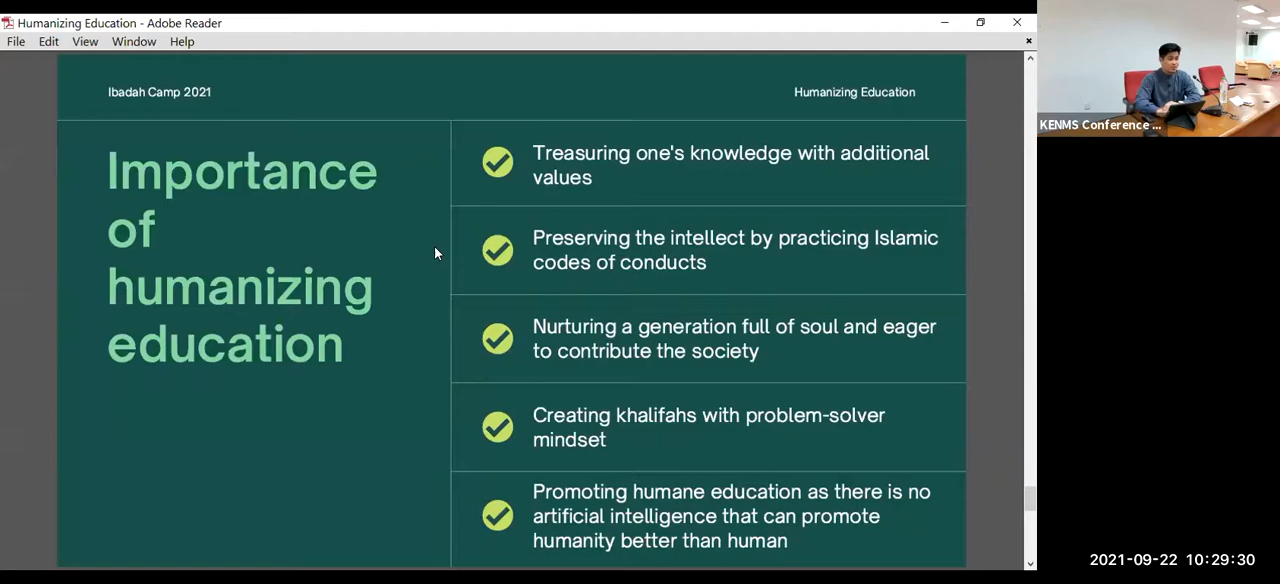 Humanizing Education - Adobe Reader
File Edit View Window Help
Ibadah Camp 2021
Humanizing Education
Importance
of
humanizing
education
Treasuring one's knowledge with additional
values
Preserving the intellect by practicing Islamic
codes of conducts
Nurturing a generation full of soul and eager
to contribute the society
Creating khalifahs with problem-solver
mindset
Promoting humane education as there is no
artificial intelligence that can promote
humanity better than human
KENMS Conference ...
2021-09-22 10:29:30